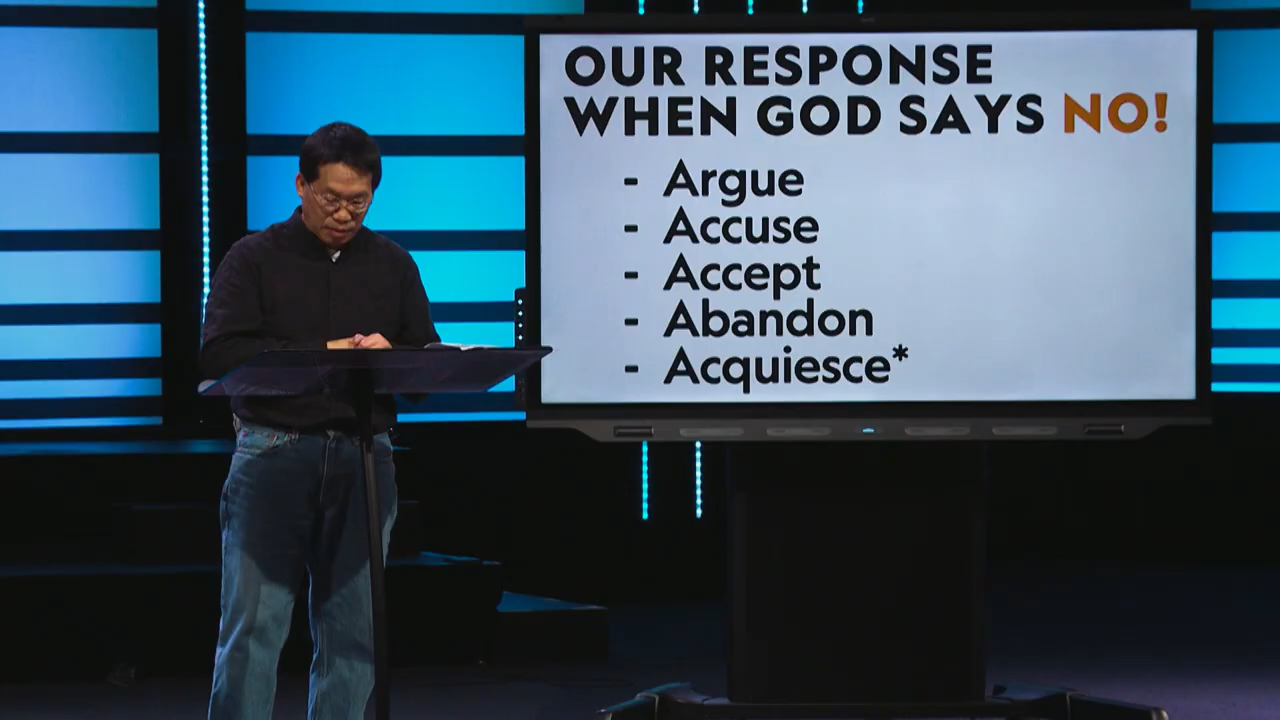 OUR RESPONSE
WHEN GOD SAYS NO!
- Argue
- Accuse
- Accept
- Abandon
- Acquiesce*